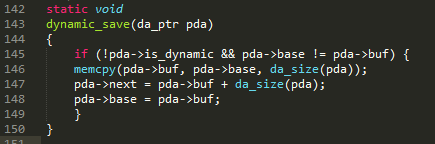 142 static void
143 dynamic_save(da_ptr pda)
144 {
145     if (!pda->is_dynamic && pda->base != pda->buf) {
146     memcpy(pda->buf, pda->base, da_size(pda));
147     pda->next = pda->buf + da_size(pda);
148     pda->base = pda->buf;
149     }
150 }
151